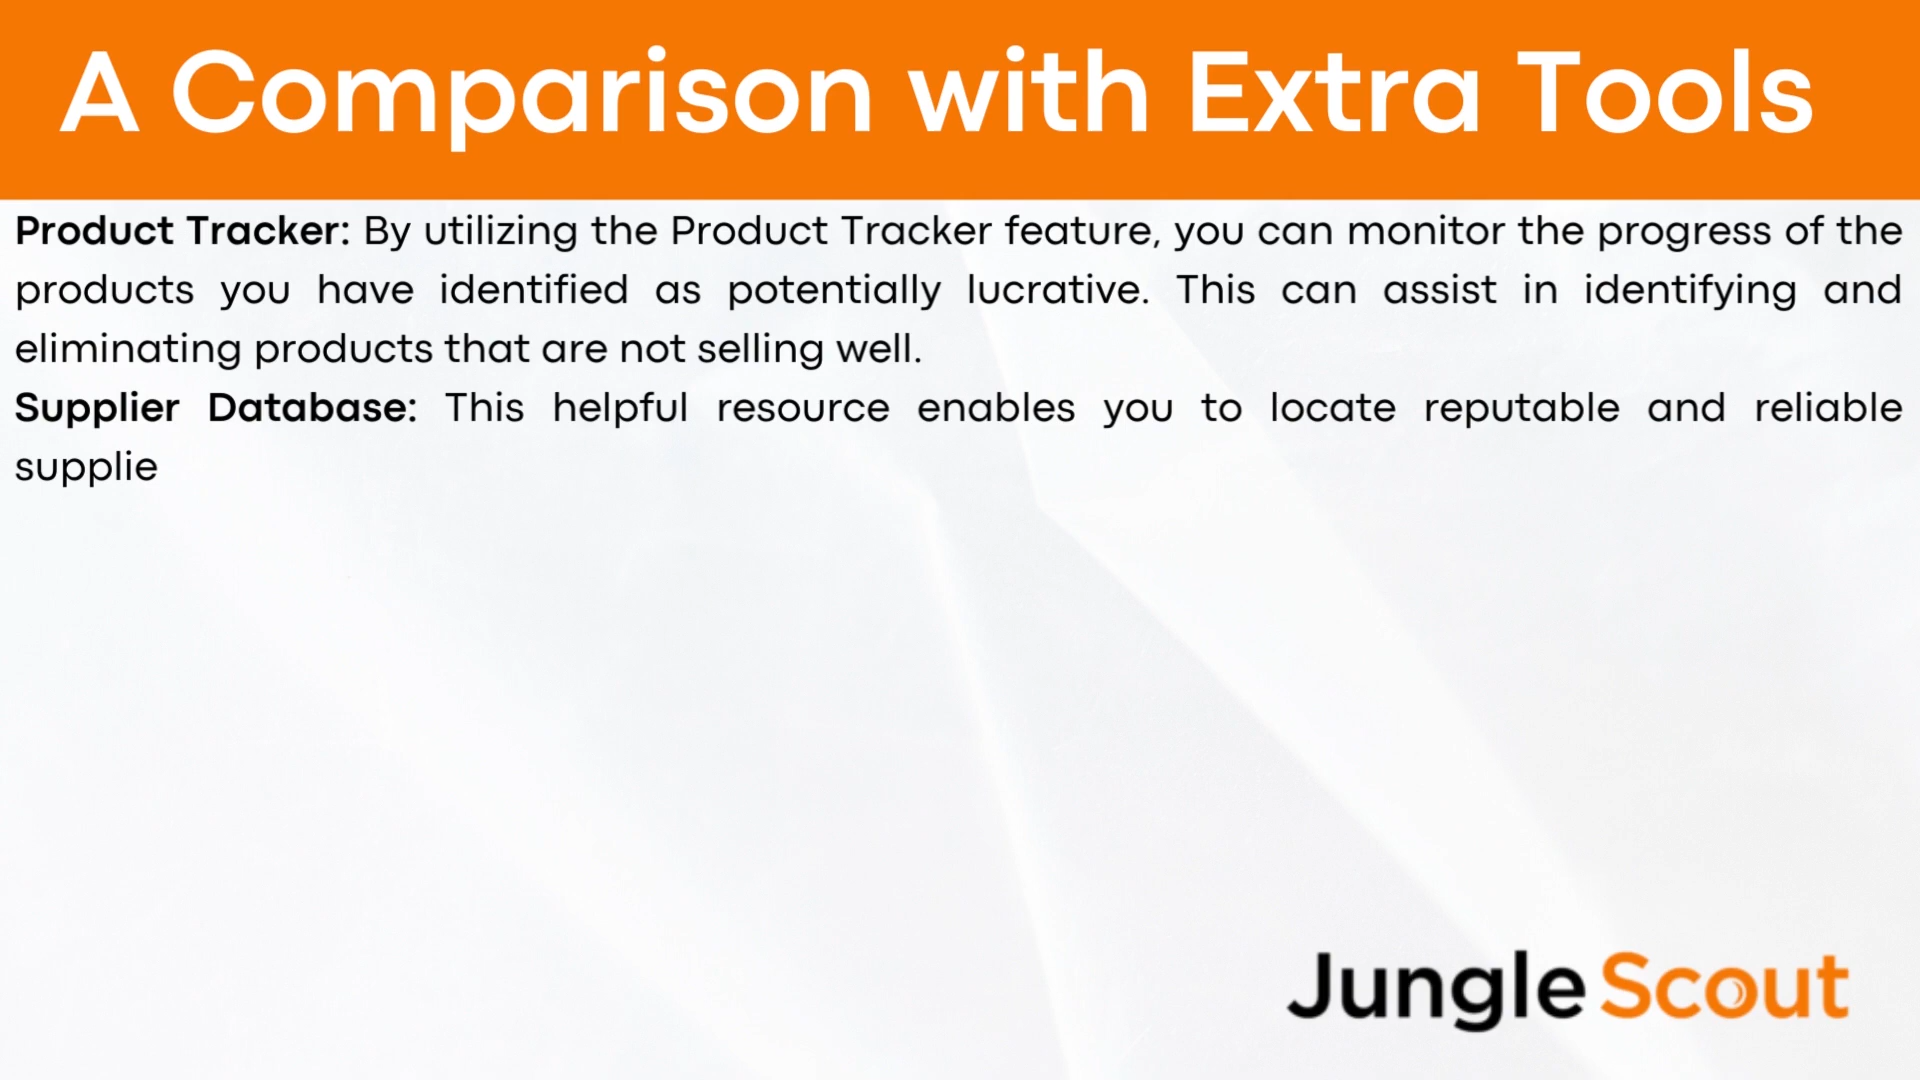 A Comparison with Extra Tools
Product Tracker: By utilizing the Product Tracker feature, you can monitor the progress of the
products you have identified as potentially lucrative. This can assist in identifying and
eliminating products that are not selling well.
Supplier Database: This helpful resource enables you to locate reputable and reliable
supplie
Jungle Scout